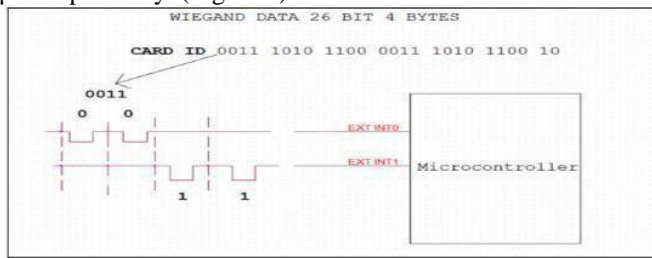 WIEGAND DATA 26 BIT 4 BYTES
CARD ID 0011 1010 1100 0011 1010 1100 10
0011
0 0
EXT INT0
EXT INT1
Microcontroller
1 1